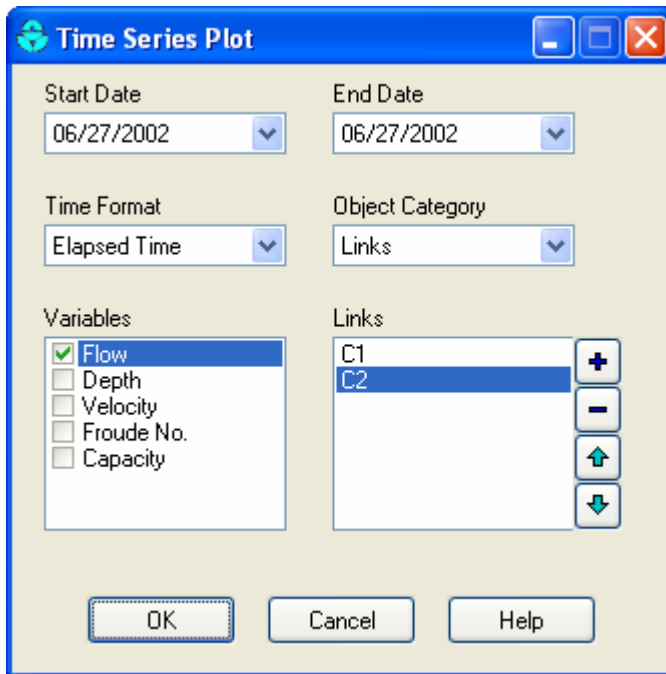 Time Series Plot
Start Date End Date
06/27/2002 06/27/2002
Time Format Object Category
Elapsed Time Links
Variables Links
Flow C1
Depth C2
Velocity
Froude No.
Capacity
OK Cancel Help